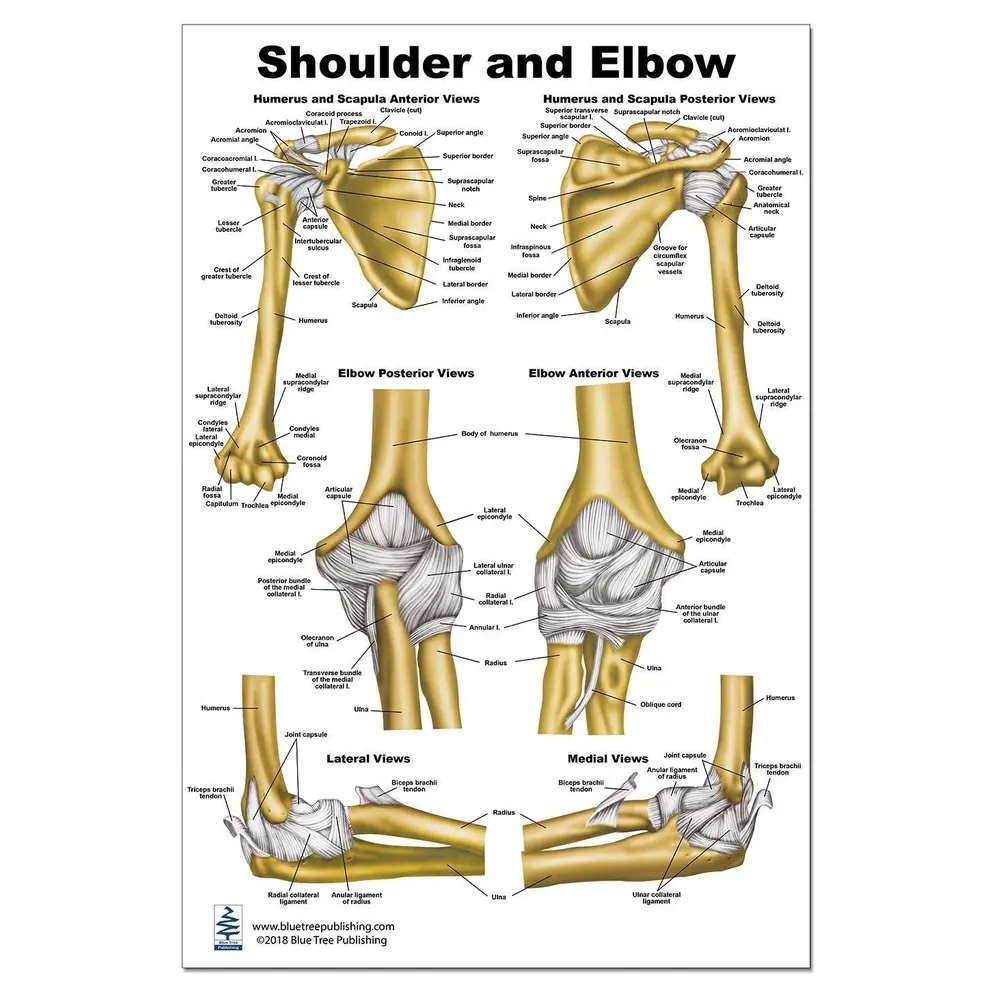 Shoulder and Elbow
Humerus and Scapula Anterior Views
Coracoid process
Clavicle (cut)
Acromioclaviculat l.
Trapezoid l.
Acromion
Conoid l.
Superior angle
Acromial angle
Coracoacromial l.
Superior border
Coracohumeral l.
Greater
tubercle
Suprascapular
notch
Neck
Lesser
tubercle
Anterior
capsule
Medial border
Intertubercular
sulcus
Suprascapular
fossa
Infraglenoid
tubercle
Crest of
greater tubercle
Crest of
lesser tubercle
Lateral border
Scapula
Inferior angle
Deltoid
tuberosity
Humerus
Lateral
supracondylar
ridge
Medial
supracondylar
ridge
Condyles
lateral
Condyles
medial
Lateral
epicondyle
Coronoid
fossa
Radial
fossa
Capitulum
Trochlea
Medial
epicondyle
Humerus and Scapula Posterior Views
Superior transverse
scapular l.
Suprascapular notch
Clavicle (cut)
Superior border
Acromioclaviculat l.
Superior angle
Acromion
Suprascapular
fossa
Acromial angle
Coracohumeral l.
Greater
tubercle
Spine
Anatomical
neck
Neck
Articular
capsule
Infraspinous
fossa
Groove for
circumflex
scapular
vessels
Medial border
Lateral border
Deltoid
tuberosity
Inferior angle
Scapula
Humerus
Deltoid
tuberosity
Medial
supracondylar
ridge
Lateral
supracondylar
ridge
Olecranon
fossa
Medial
epicondyle
Trochlea
Lateral
epicondyle
Elbow Posterior Views
Elbow Anterior Views
Body of humerus
Articular
capsule
Lateral
epicondyle
Medial
epicondyle
Medial
epicondyle
Lateral ulnar
collateral l.
Articular
capsule
Posterior bundle
of the medial
collateral l.
Radial
collateral l.
Anterior bundle
of the ulnar
collateral l.
Annular l.
Olecranon
of ulna
Radius
Ulna
Transverse bundle
of the medial
collateral l.
Ulna
Oblique cord
Lateral Views
Humerus
Joint capsule
Triceps brachii
tendon
Biceps brachii
tendon
Radius
Radial collateral
ligament
Anular ligament
of radius
Ulna
Medial Views
Humerus
Joint capsule
Anular ligament
of radius
Triceps brachii
tendon
Biceps brachii
tendon
Ulnar collateral
ligament
Blue Tree
Publishing
www.bluetreepublishing.com
©2018 Blue Tree Publishing